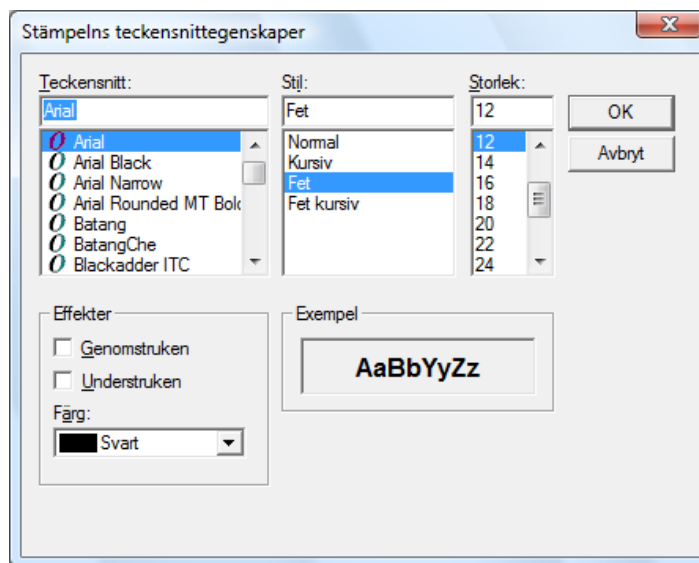 Stämpelns teckensnittegenskaper
Teckensnitt:
Arial
Arial
Arial Black
Arial Narrow
Arial Rounded MT Bold
Batang
BatangChe
Blackadder ITC
Stil:
Fet
Normal
Kursiv
Fet
Fet kursiv
Storlek:
12
12
14
16
18
20
22
24
OK
Avbryt
Effekter
Genomstruken
Understruken
Färg:
Svart
Exempel
AaBbYyZz